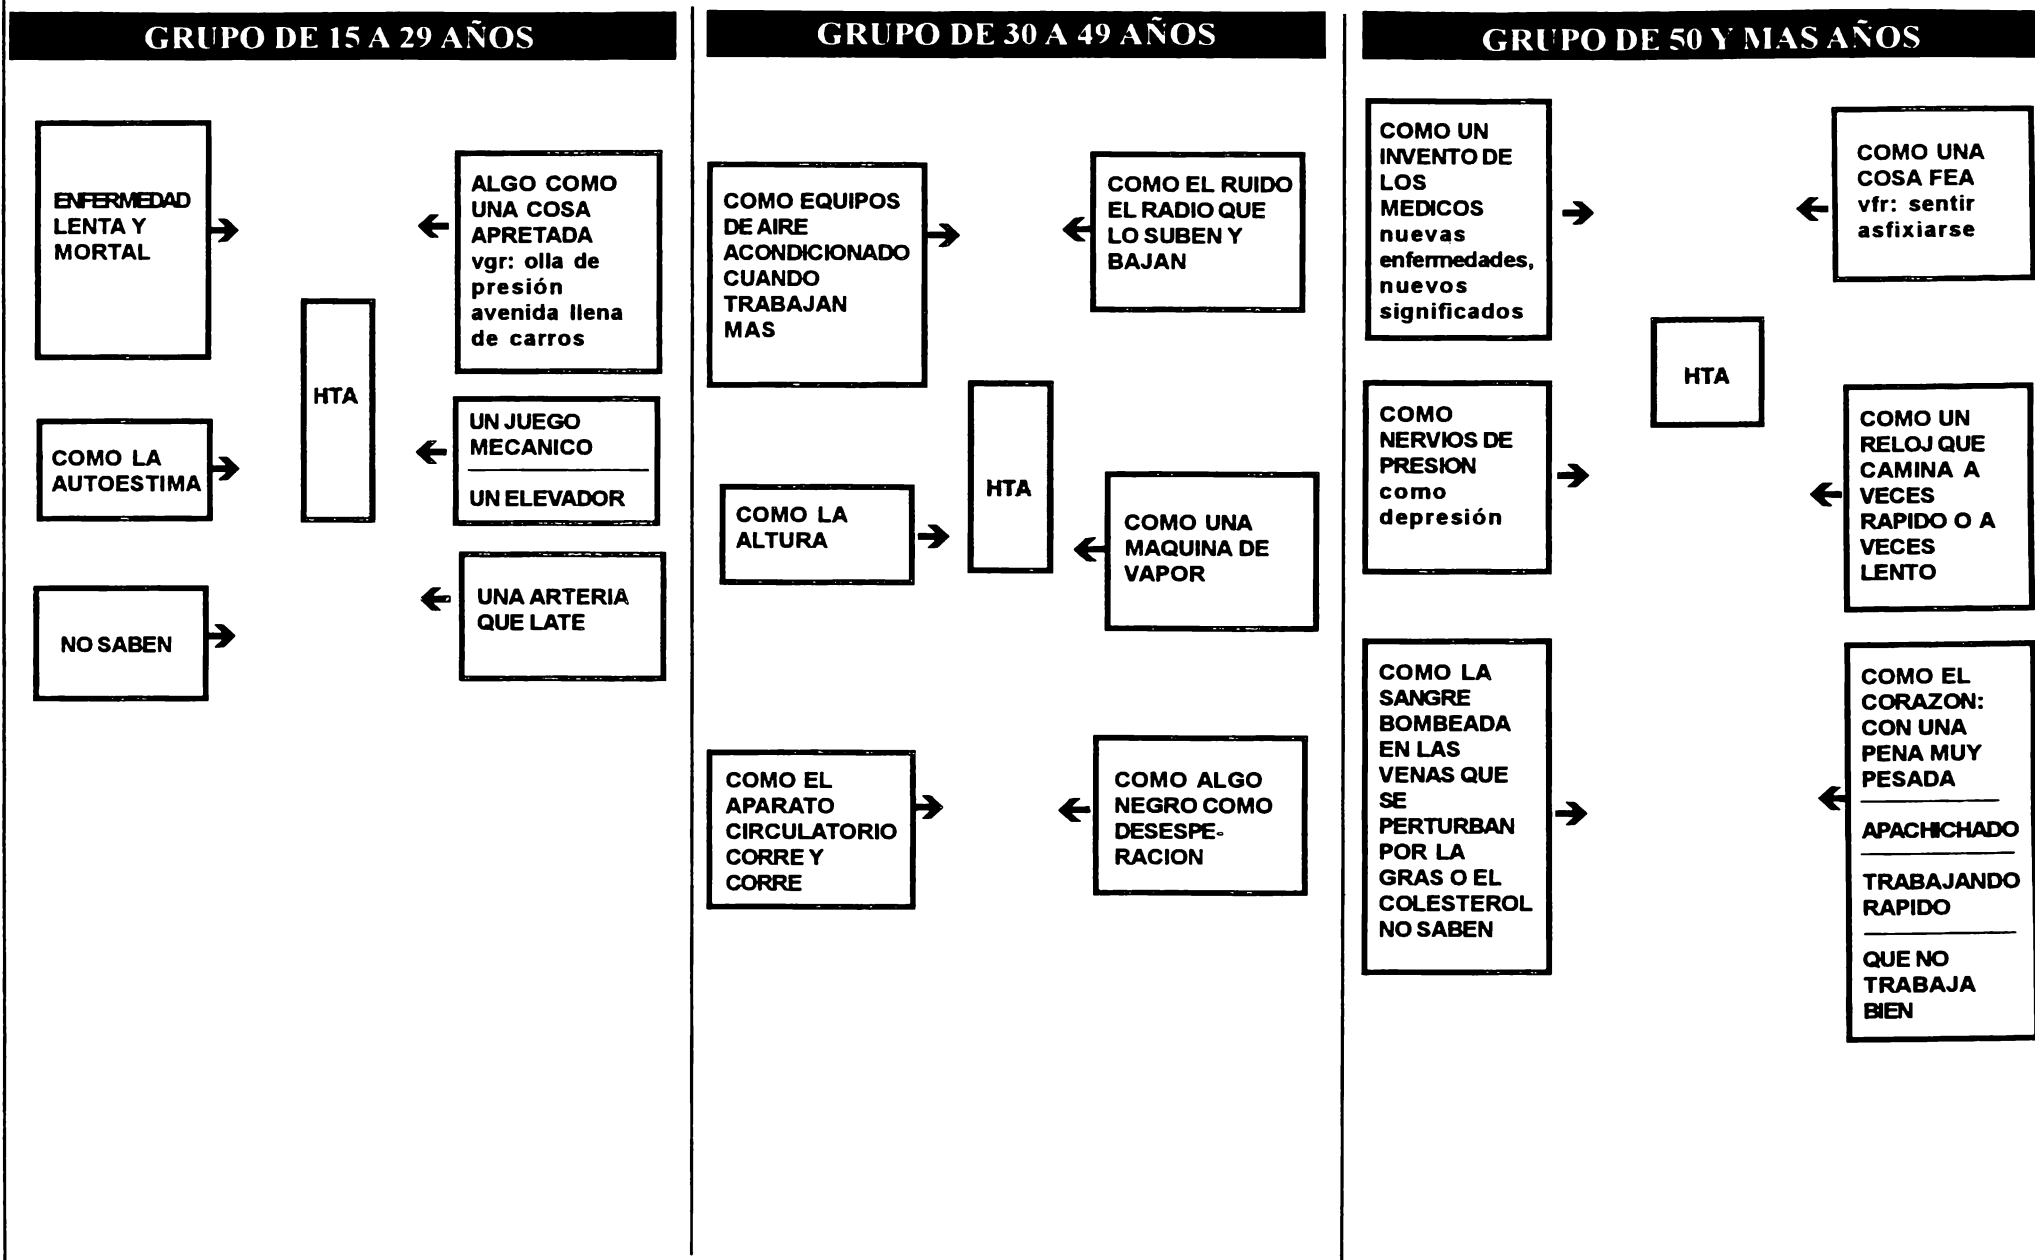 GRUPO DE 15 A 29 AÑOS
ENFERMEDAD
LENTA Y
MORTAL
COMO LA
AUTOESTIMA
NO SABEN
HTA
ALGO COMO
UNA COSA
APRETADA
vgr: olla de
presión
avenida llena
de carros
UN JUEGO
MECANICO
UN ELEVADOR
UNA ARTERIA
QUE LATE
GRUPO DE 30 A 49 AÑOS
COMO EQUIPOS
DE AIRE
ACONDICIONADO
CUANDO
TRABAJAN
MAS
COMO LA
ALTURA
COMO EL
APARATO
CIRCULATORIO
CORRE Y
CORRE
HTA
COMO EL RUIDO
EL RADIO QUE
LO SUBEN Y
BAJAN
COMO UNA
MAQUINA DE
VAPOR
COMO ALGO
NEGRO COMO
DESESPE-
RACION
GRUPO DE 50 Y MAS AÑOS
COMO UN
INVENTO DE
LOS
MEDICOS
nuevas
enfermedades,
nuevos
significados
COMO
NERVIOS DE
PRESION
como
depresión
COMO LA
SANGRE
BOMBEADA
EN LAS
VENAS QUE
SE
PERTURBAN
POR LA
GRAS O EL
COLESTEROL
NO SABEN
HTA
COMO UNA
COSA FEA
vfr: sentir
asfixiarse
COMO UN
RELOJ QUE
CAMINA A
VECES
RAPIDO O A
VECES
LENTO
COMO EL
CORAZON:
CON UNA
PENA MUY
PESADA
APACHICHADO
TRABAJANDO
RAPIDO
QUE NO
TRABAJA
BIEN